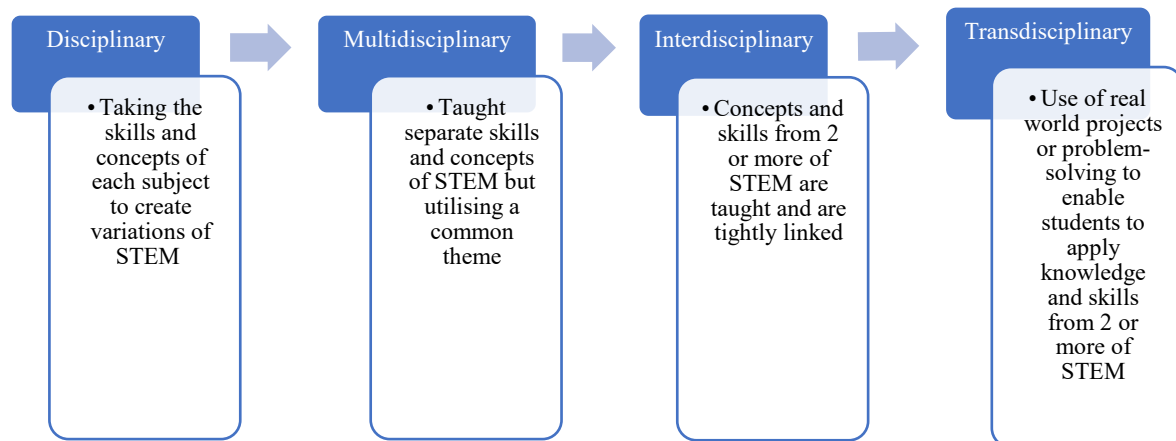 Disciplinary
• Taking the
skills and
concepts of
each subject
to create
variations of
STEM
Multidisciplinary
• Taught
separate skills
and concepts
of STEM but
utilising a
common
theme
Interdisciplinary
• Concepts and
skills from 2
or more of
STEM are
taught and are
tightly linked
Transdisciplinary
• Use of real
world projects
or problem-
solving to
enable
students to
apply
knowledge
and skills
from 2 or
more of
STEM